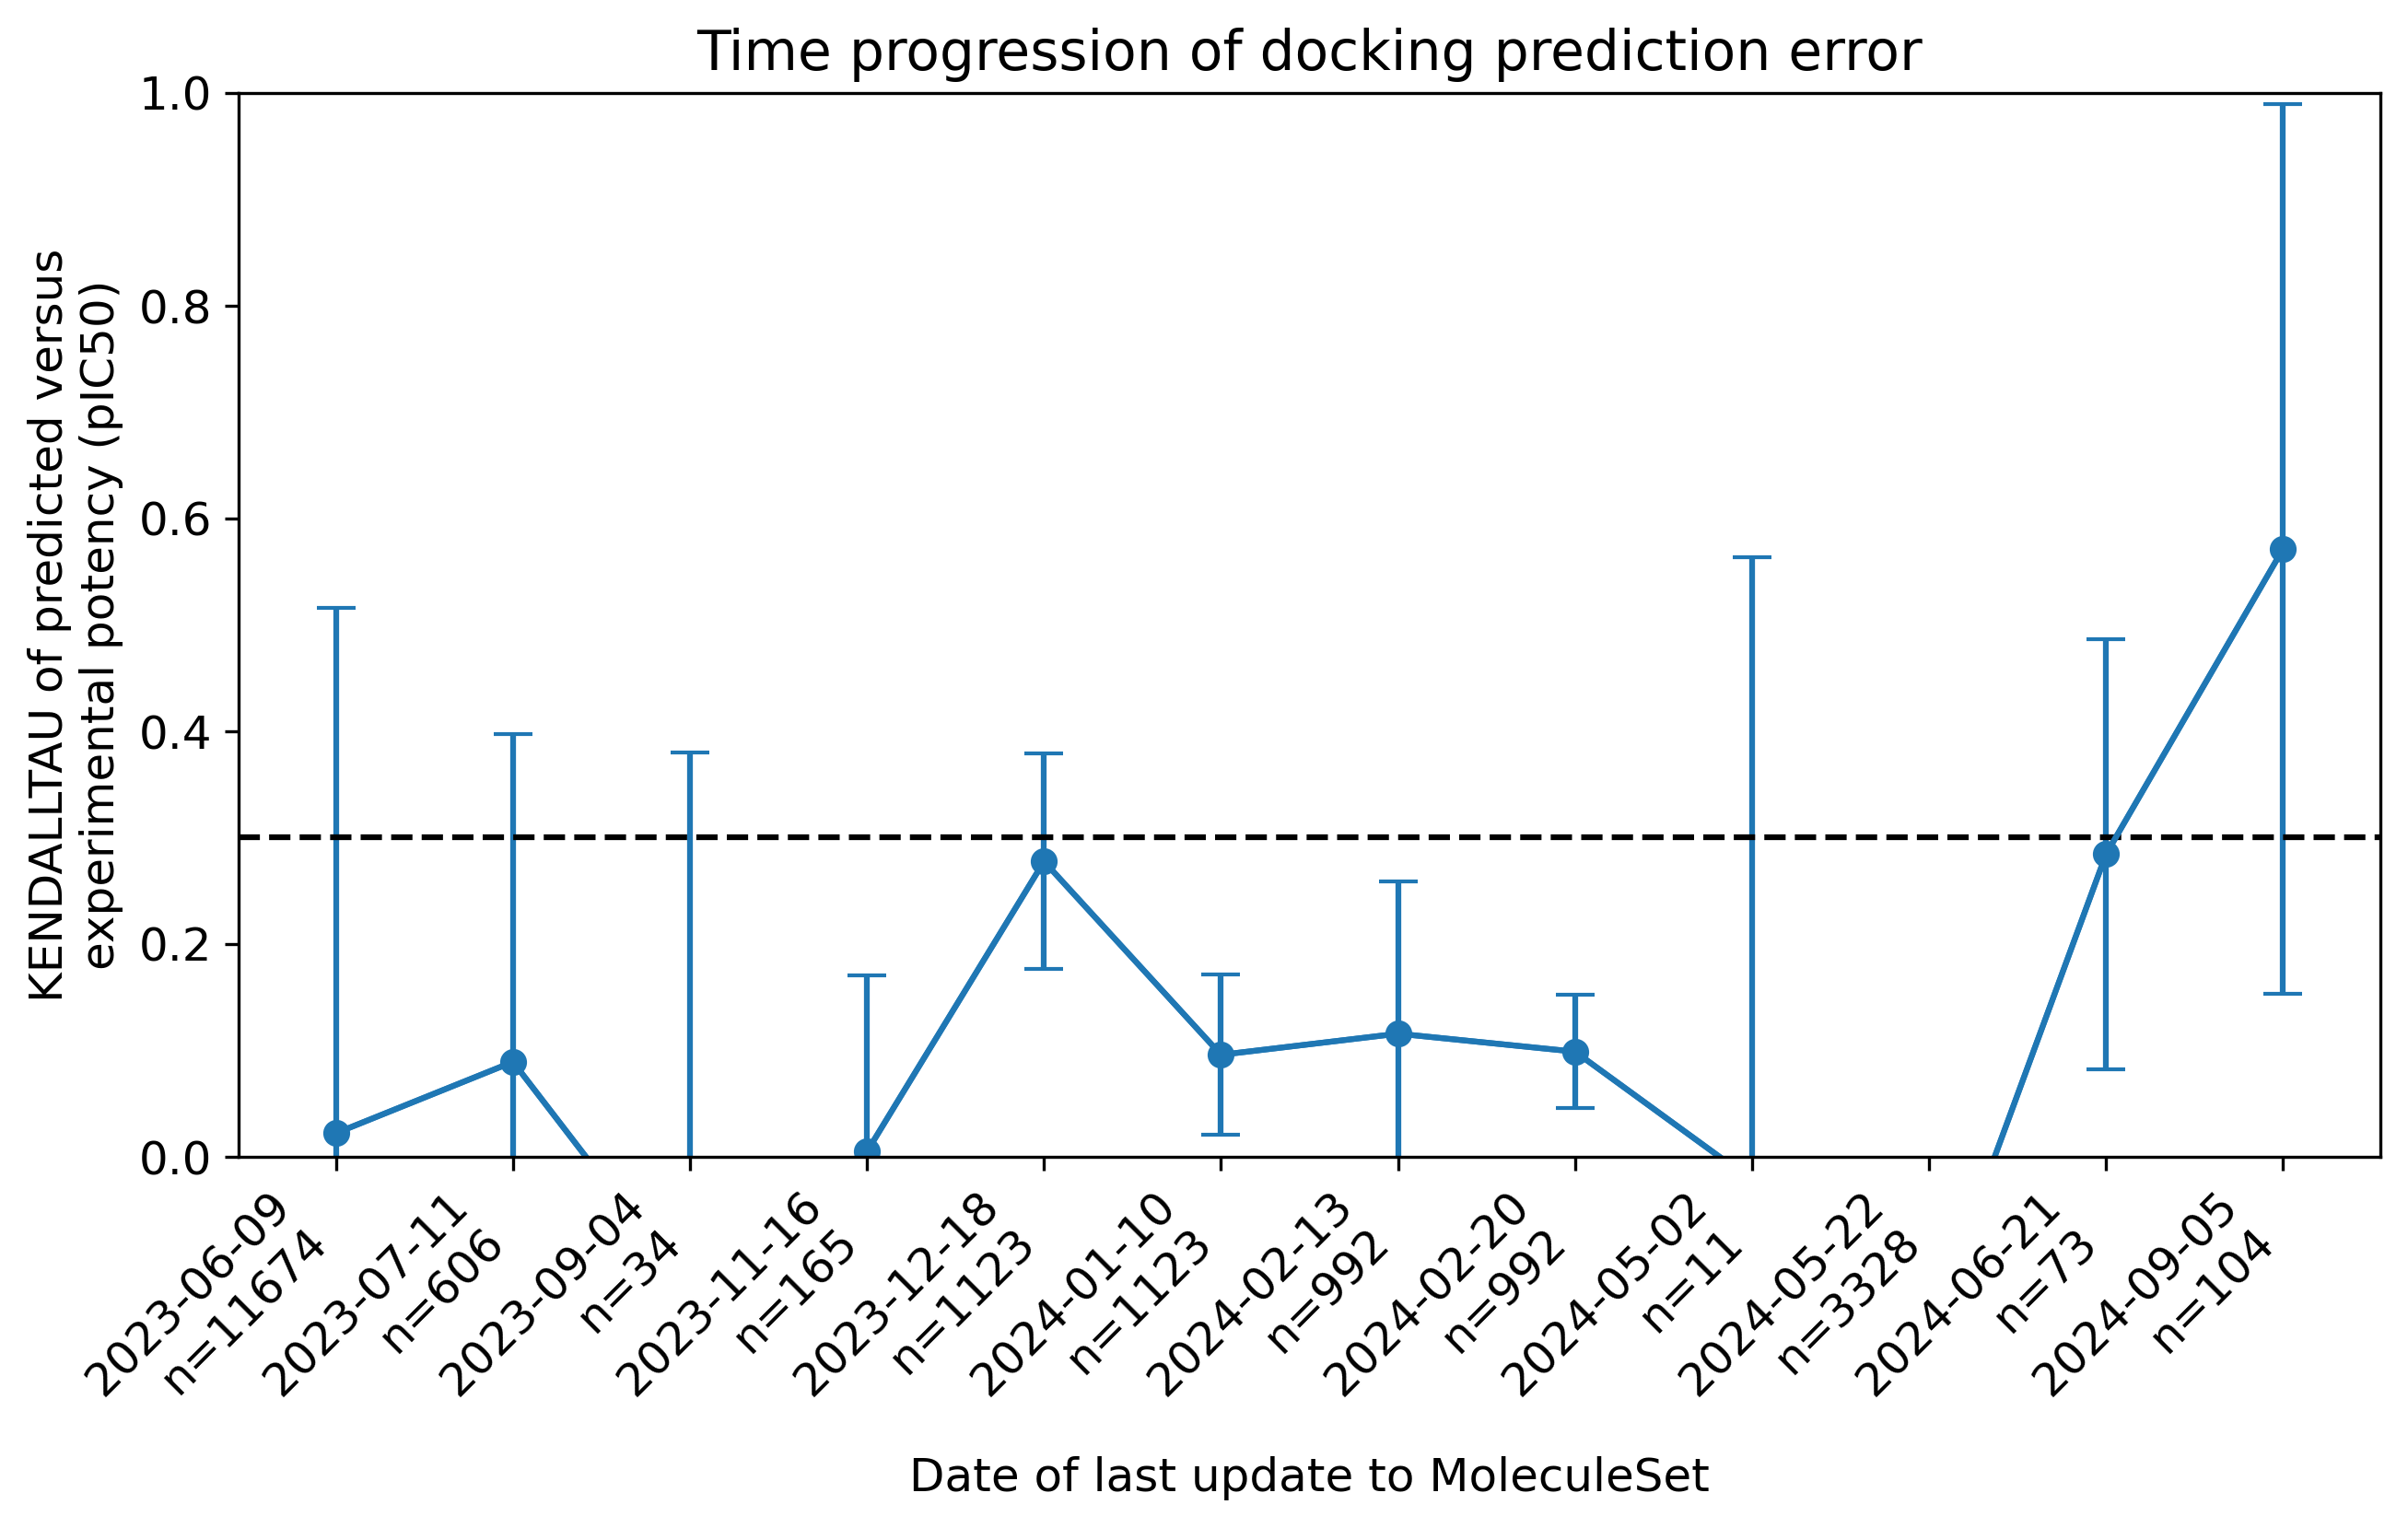 Time progression of docking prediction error
KENDALLTAU of predicted versus
experimental potency (pIC50)
1.0
0.8
0.6
0.4
0.2
0.0
2023-06-09
n=11674
2023-07-11
n=606
2023-09-04
n=34
2023-11-16
n=165
2023-12-18
n=1123
2024-01-10
n=1123
2024-02-13
n=992
2024-02-20
n=992
2024-05-02
n=11
2024-05-22
n=3328
2024-06-21
n=73
2024-09-05
n=104
Date of last update to MoleculeSet